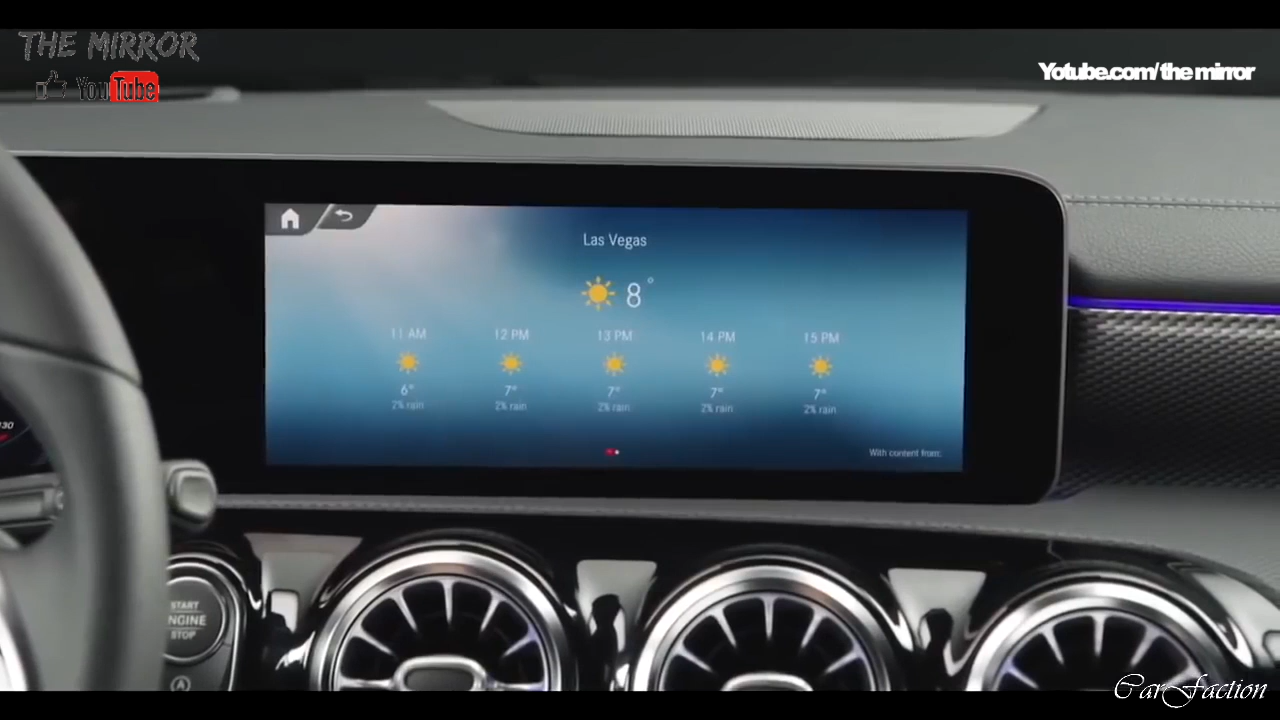 THE MIRROR
YouTube
Yotube.com/the mirror
Las Vegas
8°
11 AM 12 PM 13 PM 14 PM 15 PM
6° 7° 7° 7° 7°
2% rain 2% rain 2% rain 2% rain 2% rain
With content from:
130
START
ENGINE
STOP
A
CarFaction